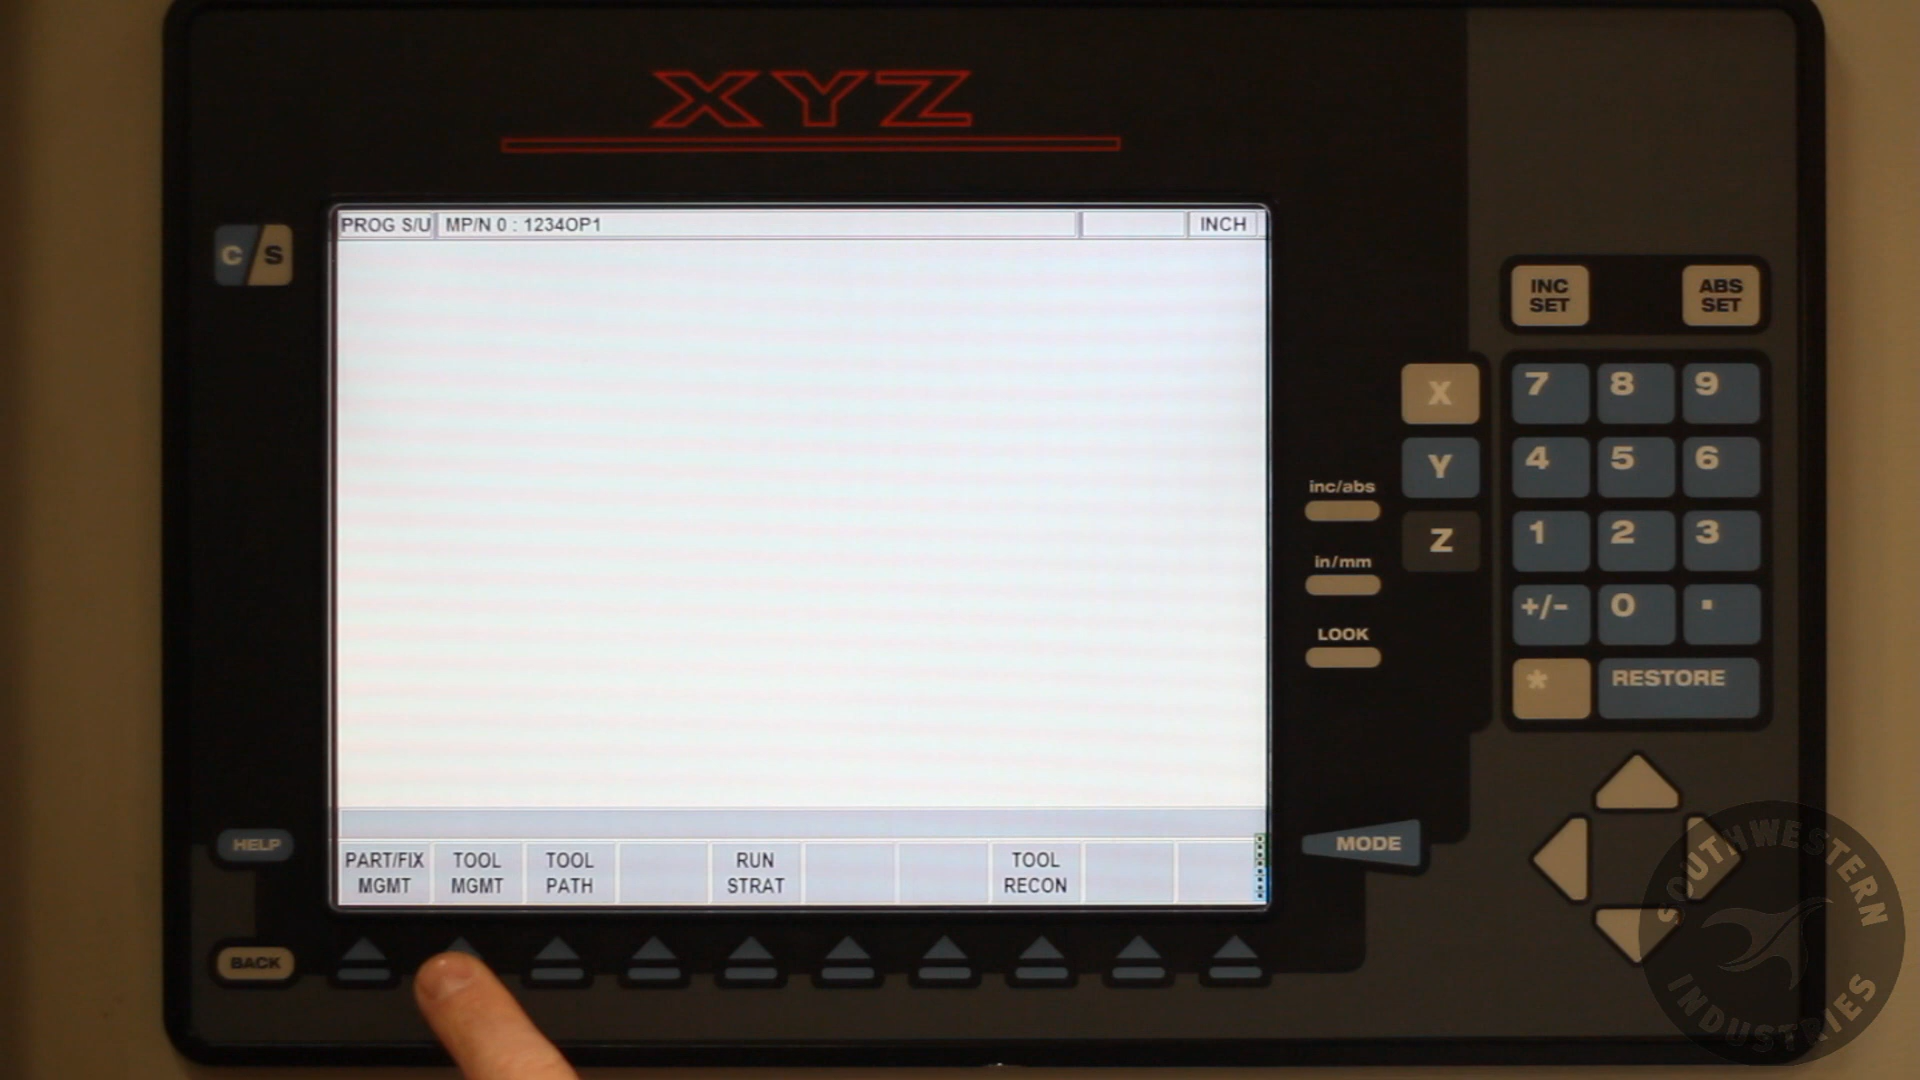 XYZ
C/S
PROG S/U MP/N 0 : 1234OP1 INCH
INC SET
ABS SET
X
Y
Z
7 8 9
4 5 6
1 2 3
+/- 0 .
* RESTORE
inc/abs
in/mm
LOOK
HELP
MODE
PART/FIX MGMT
TOOL MGMT
TOOL PATH
RUN STRAT
TOOL RECON
BACK
SOUTHWESTERN
INDUSTRIES